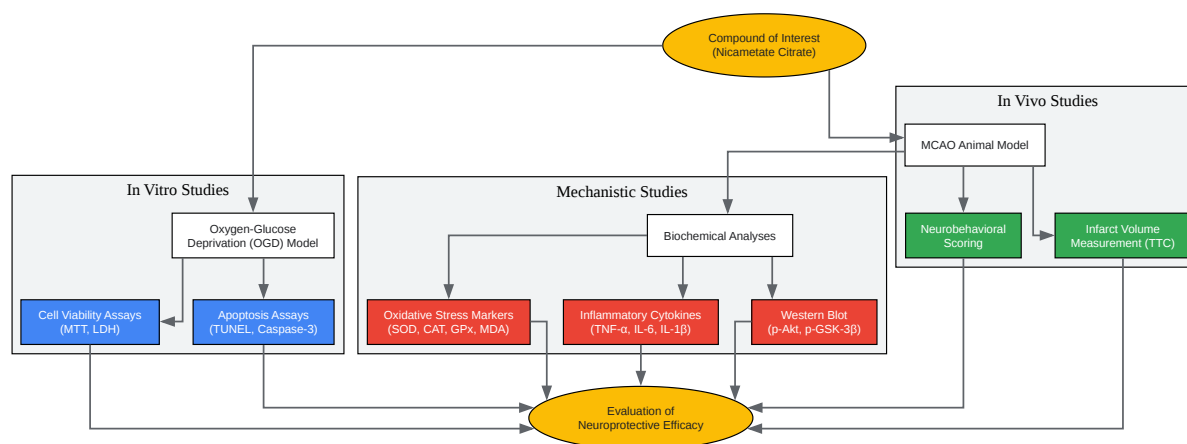 Compound of Interest
(Nicametate Citrate)
In Vivo Studies
MCAO Animal Model
Neurobehavioral
Scoring
Infarct Volume
Measurement (TTC)
In Vitro Studies
Oxygen-Glucose
Deprivation (OGD) Model
Cell Viability Assays
(MTT, LDH)
Apoptosis Assays
(TUNEL, Caspase-3)
Mechanistic Studies
Biochemical Analyses
Oxidative Stress Markers
(SOD, CAT, GPx, MDA)
Inflammatory Cytokines
(TNF-α, IL-6, IL-1β)
Western Blot
(p-Akt, p-GSK-3β)
Evaluation of
Neuroprotective Efficacy